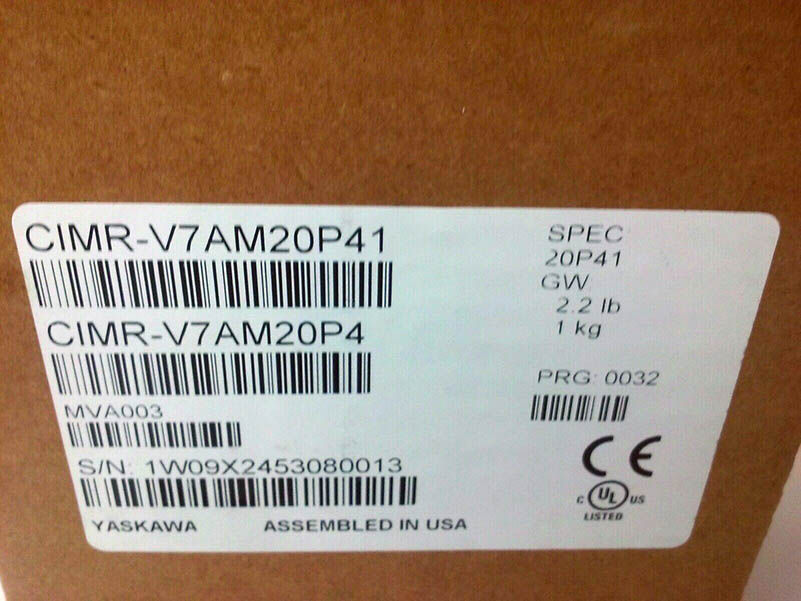 CIMR-V7AM20P41
CIMR-V7AM20P4
MVA003
S/N: 1W09X2453080013
YASKAWA ASSEMBLED IN USA
SPEC
20P41
GW
2.2 lb
1 kg
PRG: 0032
CE
C UL US
LISTED